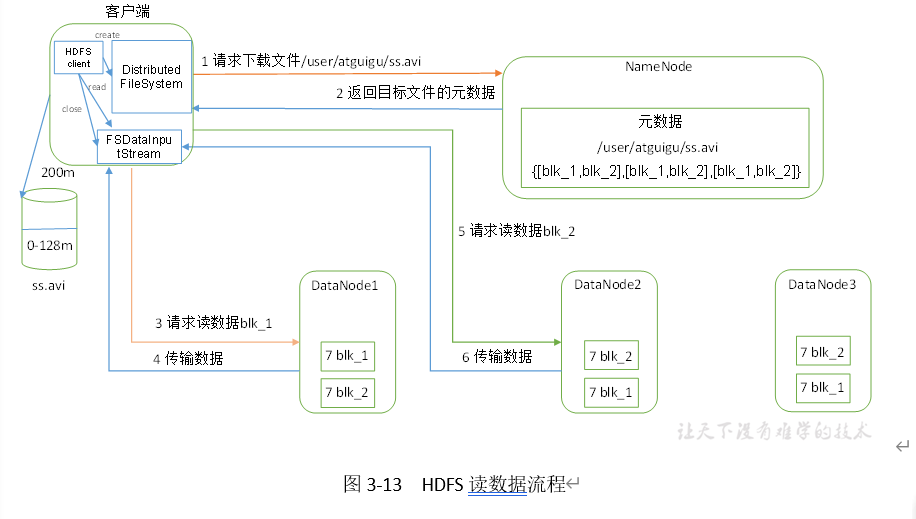 客户端
create
HDFS
client
Distributed
FileSystem
read
close
FSDataInpu
tStream
1 请求下载文件/user/atguigu/ss.avi
2 返回目标文件的元数据
NameNode
元数据
/user/atguigu/ss.avi
{[blk_1,blk_2],[blk_1,blk_2],[blk_1,blk_2]}
200m
0-128m
ss.avi
5 请求读数据blk_2
DataNode1
DataNode2
DataNode3
3 请求读数据blk_1
4 传输数据
6 传输数据
7 blk_1
7 blk_2
7 blk_2
7 blk_1
7 blk_2
7 blk_1
让天下没有难学的技术
图 3-13 HDFS 读数据流程